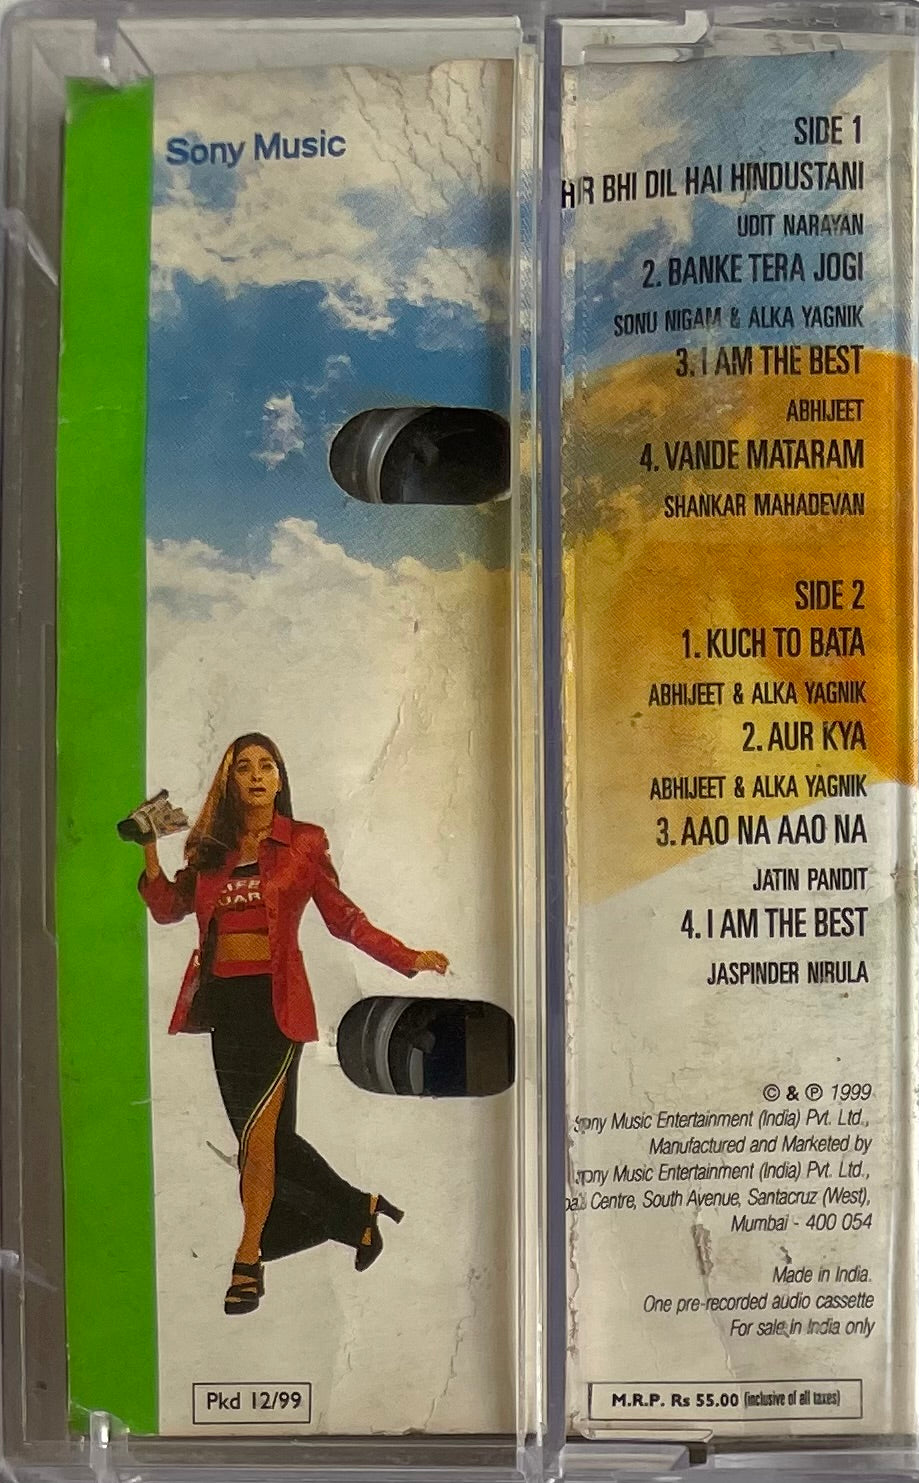 Sony Music
LIFE
Pkd 12/99
SIDE 1
BHI DIL HAI HINDUSTANI
UDIT NARAYAN
2. BANKE TERA JOGI
SONU NIGAM & ALKA YAGNIK
3. I AM THE BEST
ABHIJEET
4. VANDE MATARAM
SHANKAR MAHADEVAN
SIDE 2
1. KUCH TO BATA
ABHIJEET & ALKA YAGNIK
2. AUR KYA
ABHIJEET & ALKA YAGNIK
3. AAO NA AAO NA
JATIN PANDIT
4. I AM THE BEST
JASPINDER NIRULA
© & ℗ 1999
Sony Music Entertainment (India) Pvt. Ltd.,
Manufactured and Marketed by
Sony Music Entertainment (India) Pvt. Ltd.,
Centre, South Avenue, Santacruz (West),
Mumbai - 400 054
Made in India.
One pre-recorded audio cassette
For sale in India only
M.R.P. Rs 55.00 (inclusive of all taxes)